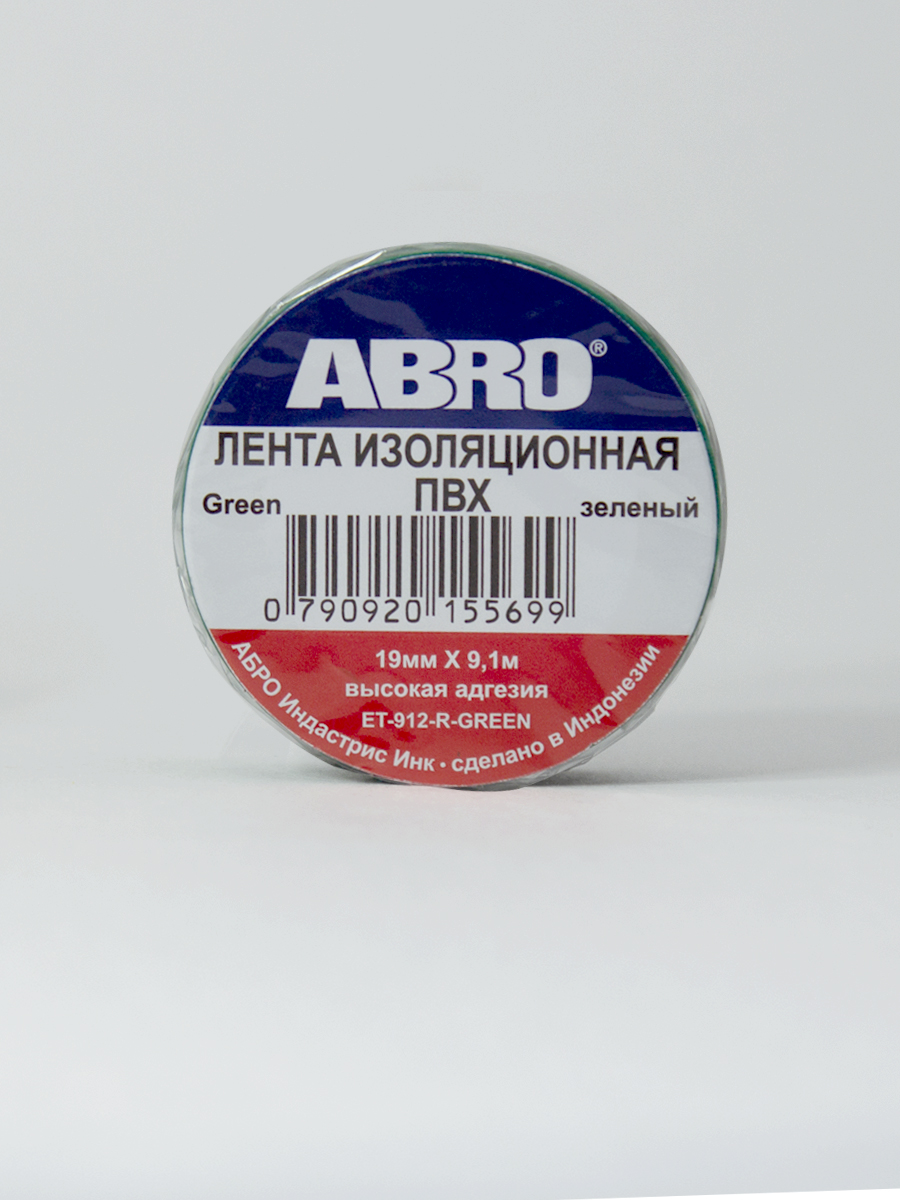 ABRO®
ЛЕНТА ИЗОЛЯЦИОННАЯ
ПВХ
Green
зеленый
0 790920 155699
19мм X 9,1м
высокая адгезия
ET-912-R-GREEN
АБРО Индастрис Инк • сделано в Индонезии